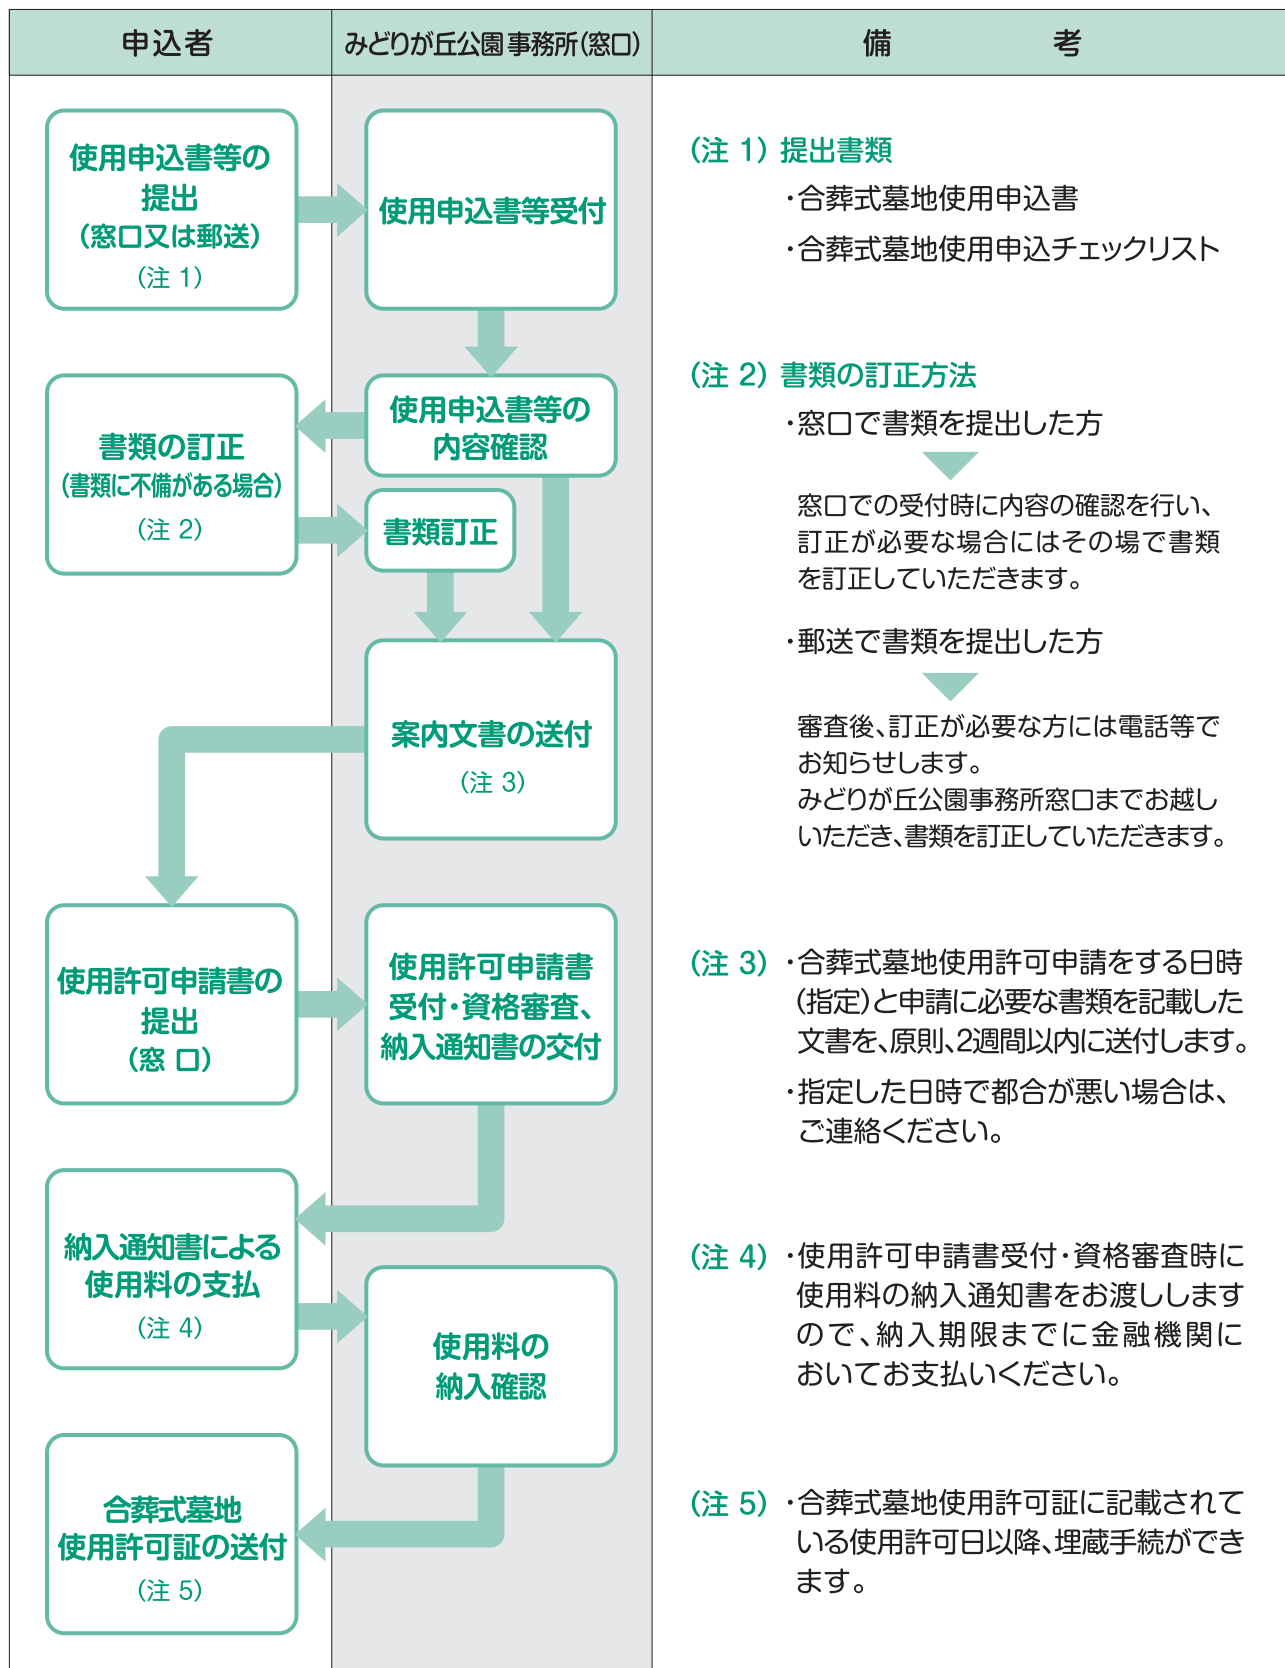 申込者
みどりが丘公園事務所(窓口)
備　考
使用申込書等の
提出
(窓口又は郵送)
(注 1)
使用申込書等受付
(注 1) 提出書類
・合葬式墓地使用申込書
・合葬式墓地使用申込チェックリスト
使用申込書等の
内容確認
書類の訂正
(書類に不備がある場合)
(注 2)
書類訂正
(注 2) 書類の訂正方法
・窓口で書類を提出した方
窓口での受付時に内容の確認を行い、
訂正が必要な場合にはその場で書類
を訂正していただきます。
・郵送で書類を提出した方
審査後、訂正が必要な方には電話等で
お知らせします。
みどりが丘公園事務所窓口までお越し
いただき、書類を訂正していただきます。
案内文書の送付
(注 3)
使用許可申請書の
提出
(窓 口)
使用許可申請書
受付・資格審査、
納入通知書の交付
(注 3) ・合葬式墓地使用許可申請をする日時
(指定)と申請に必要な書類を記載した
文書を、原則、2週間以内に送付します。
・指定した日時で都合が悪い場合は、
ご連絡ください。
納入通知書による
使用料の支払
(注 4)
使用料の
納入確認
(注 4) ・使用許可申請書受付・資格審査時に
使用料の納入通知書をお渡しします
ので、納入期限までに金融機関に
おいてお支払いください。
合葬式墓地
使用許可証の送付
(注 5)
(注 5) ・合葬式墓地使用許可証に記載されて
いる使用許可日以降、埋蔵手続ができ
ます。